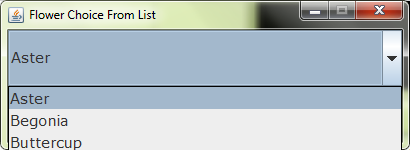 Flower Choice From List
Aster
Aster
Begonia
Buttercup